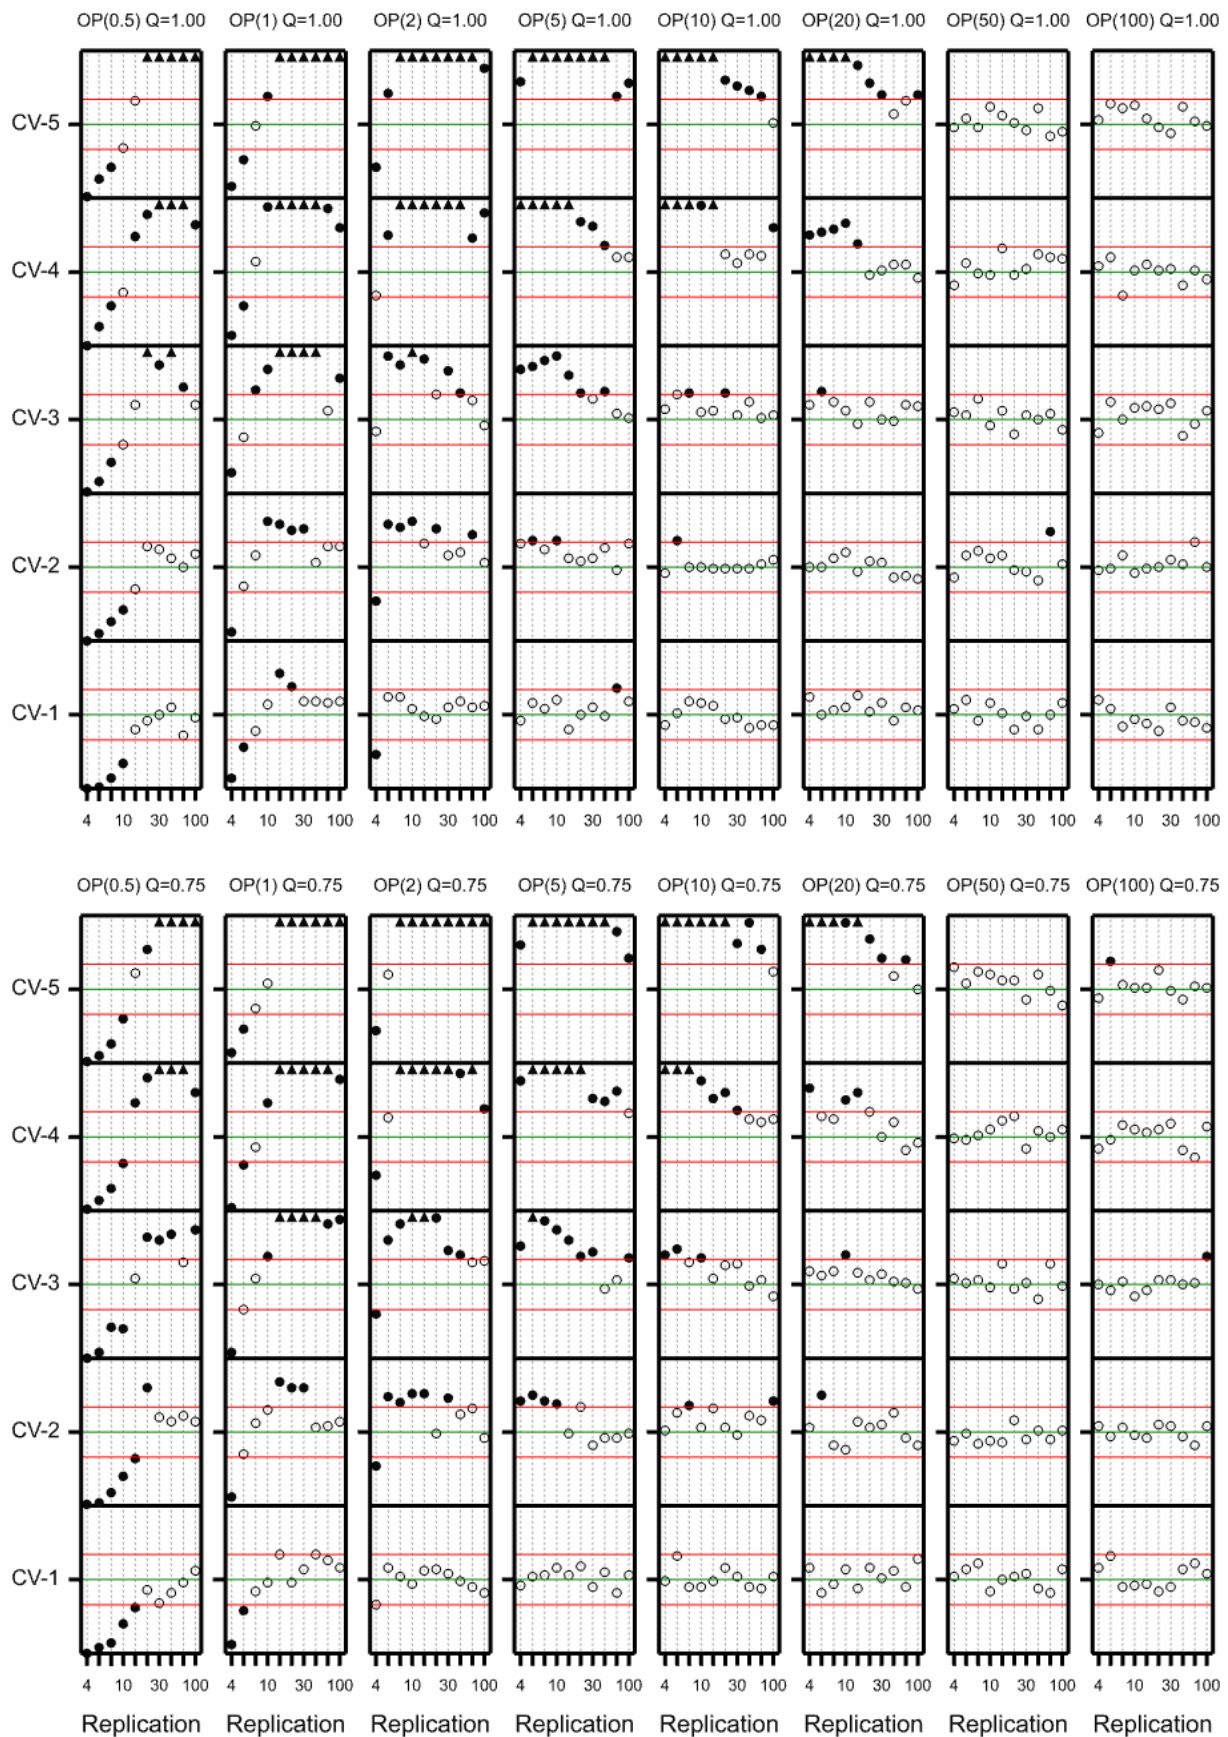 OP(0.5) Q=1.00 OP(1) Q=1.00 OP(2) Q=1.00 OP(5) Q=1.00 OP(10) Q=1.00 OP(20) Q=1.00 OP(50) Q=1.00 OP(100) Q=1.00
CV-5
CV-4
CV-3
CV-2
CV-1
4 10 30 100 4 10 30 100 4 10 30 100 4 10 30 100 4 10 30 100 4 10 30 100 4 10 30 100 4 10 30 100
OP(0.5) Q=0.75 OP(1) Q=0.75 OP(2) Q=0.75 OP(5) Q=0.75 OP(10) Q=0.75 OP(20) Q=0.75 OP(50) Q=0.75 OP(100) Q=0.75
CV-5
CV-4
CV-3
CV-2
CV-1
4 10 30 100 4 10 30 100 4 10 30 100 4 10 30 100 4 10 30 100 4 10 30 100 4 10 30 100 4 10 30 100
Replication Replication Replication Replication Replication Replication Replication Replication